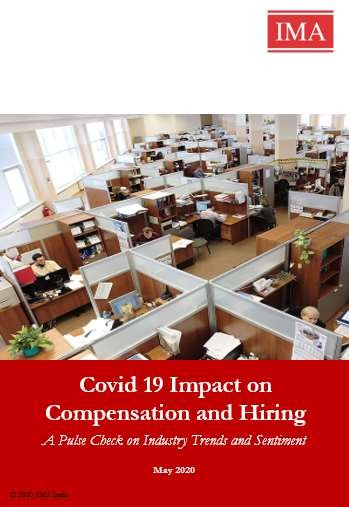 IMA
Covid 19 Impact on
Compensation and Hiring
A Pulse Check on Industry Trends and Sentiment
May 2020
© 2020, IMA India